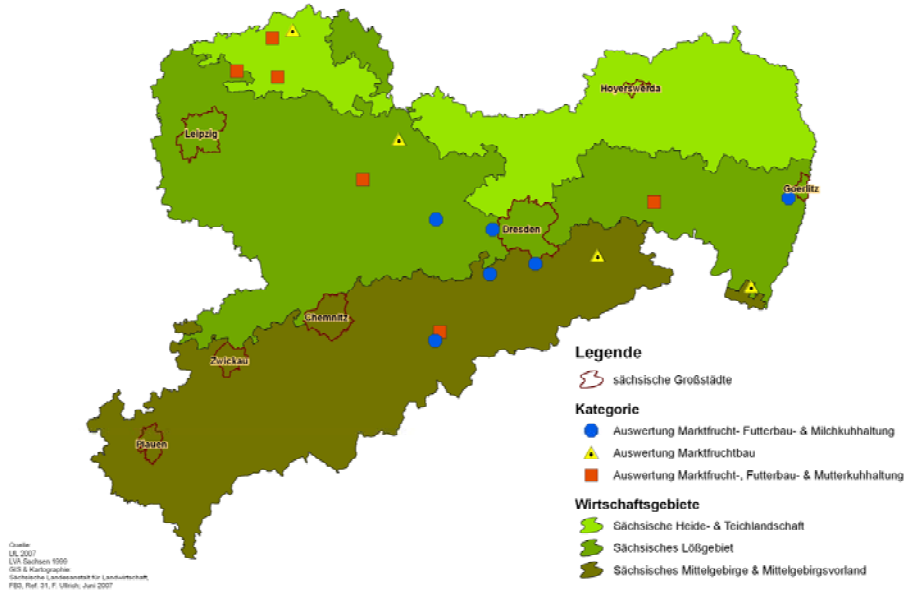 Hoyerswerda
Leipzig
Goerlitz
Dresden
Chemnitz
Zwickau
Plauen
Legende
sächsische Großstädte
Kategorie
Auswertung Marktfrucht- Futterbau- & Milchkuhhaltung
Auswertung Marktfruchtbau
Auswertung Marktfrucht-, Futterbau- & Mutterkuhhaltung
Wirtschaftsgebiete
Sächsische Heide- & Teichlandschaft
Sächsisches Lößgebiet
Sächsisches Mittelgebirge & Mittelgebirgsvorland
Quelle:
LfL 2007
LVA Sachsen 1999
GIS & Kartographie:
Sächsische Landesanstalt für Landwirtschaft,
FB3, Ref. 31, F. Ullrich, Juni 2007